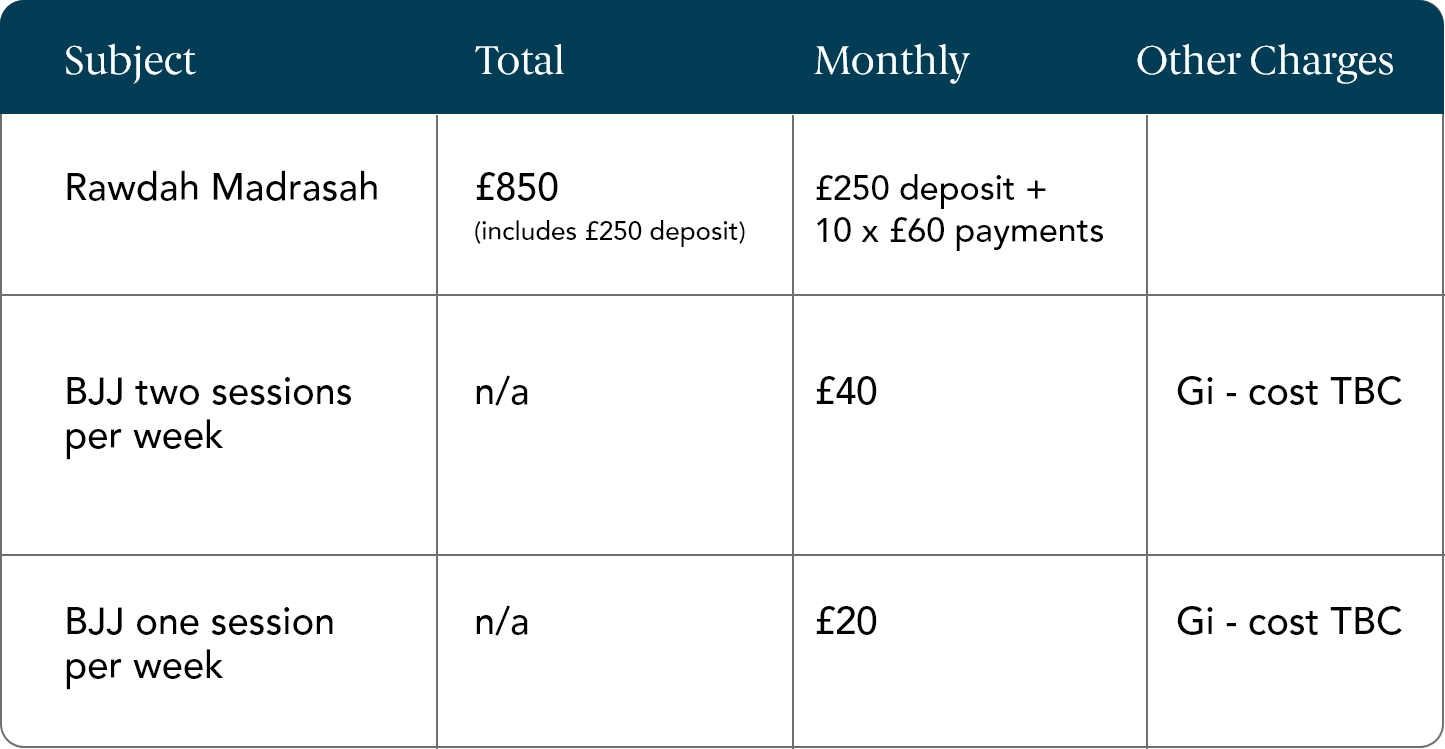 Subject Total Monthly Other Charges
Rawdah Madrasah £850 £250 deposit +
(includes £250 deposit) 10 x £60 payments
BJJ two sessions n/a £40 Gi - cost TBC
per week
BJJ one session n/a £20 Gi - cost TBC
per week